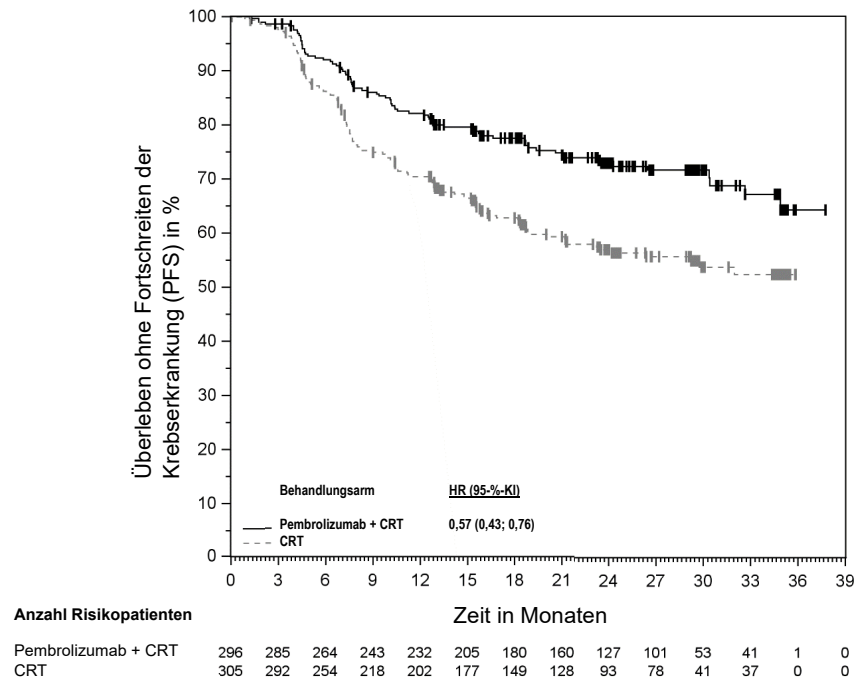 100
90
80
70
60
50
40
30
20
10
0
Überleben ohne Fortschreiten der
Krebserkrankung (PFS) in %
Behandlungsarm HR (95-%-KI)
Pembrolizumab + CRT 0,57 (0,43; 0,76)
CRT
0 3 6 9 12 15 18 21 24 27 30 33 36 39
Zeit in Monaten
Anzahl Risikopatienten
Pembrolizumab + CRT 296 285 264 243 232 205 180 160 127 101 53 41 1 0
CRT 305 292 254 218 202 177 149 128 93 78 41 37 0 0